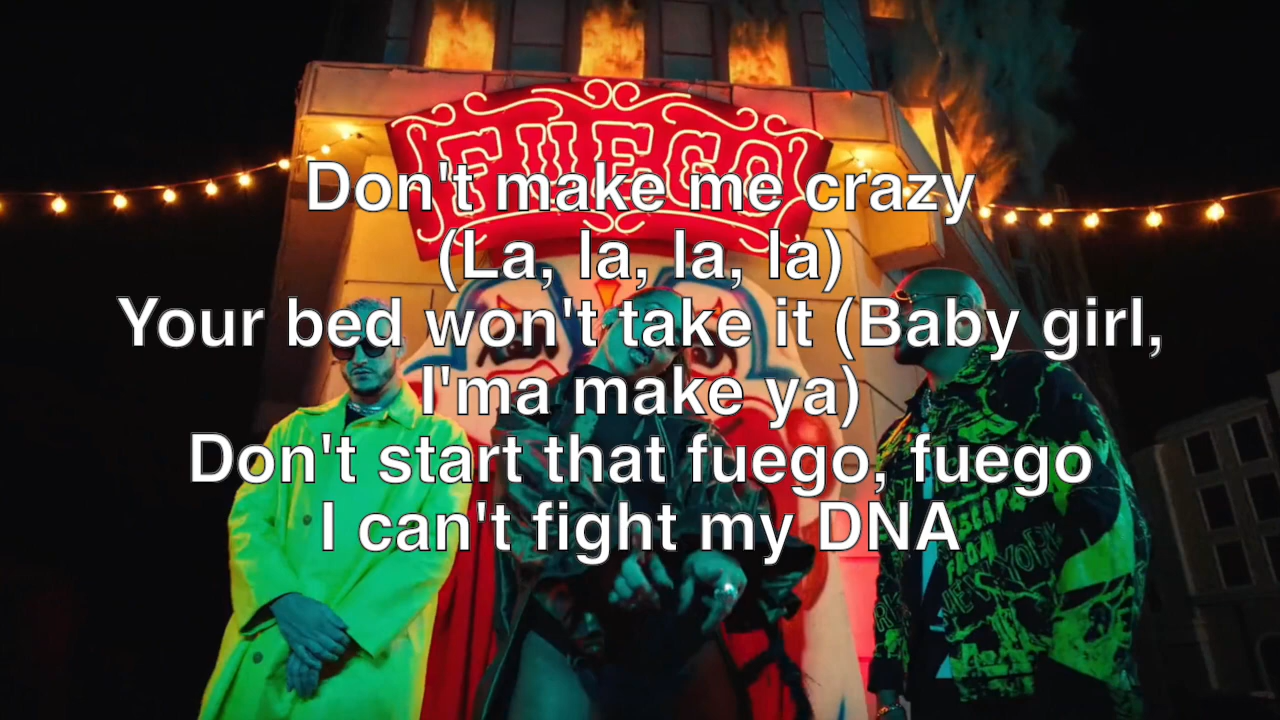 FUEGO
Don't make me crazy
(La, la, la, la)
Your bed won't take it (Baby girl,
I'ma make ya)
Don't start that fuego, fuego
I can't fight my DNA
YORK